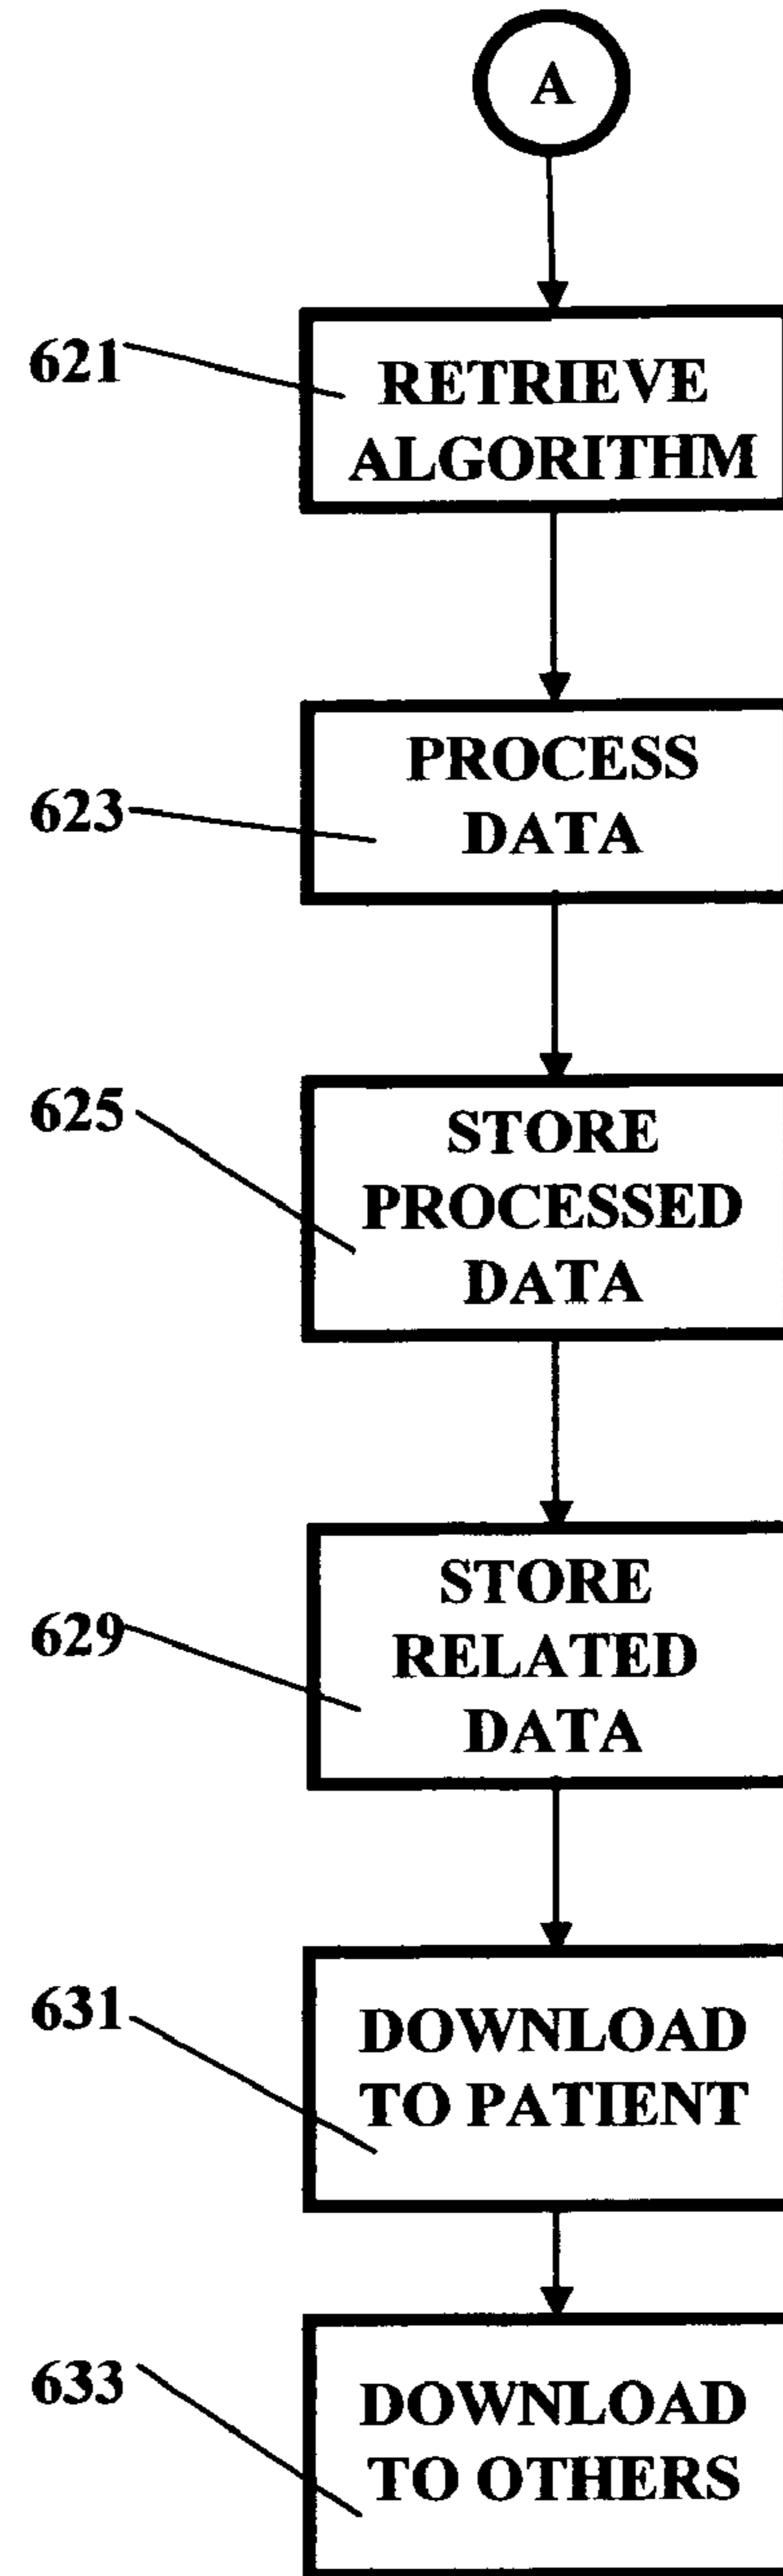 A
621
RETRIEVE
ALGORITHM
623
PROCESS
DATA
625
STORE
PROCESSED
DATA
629
STORE
RELATED
DATA
631
DOWNLOAD
TO PATIENT
633
DOWNLOAD
TO OTHERS